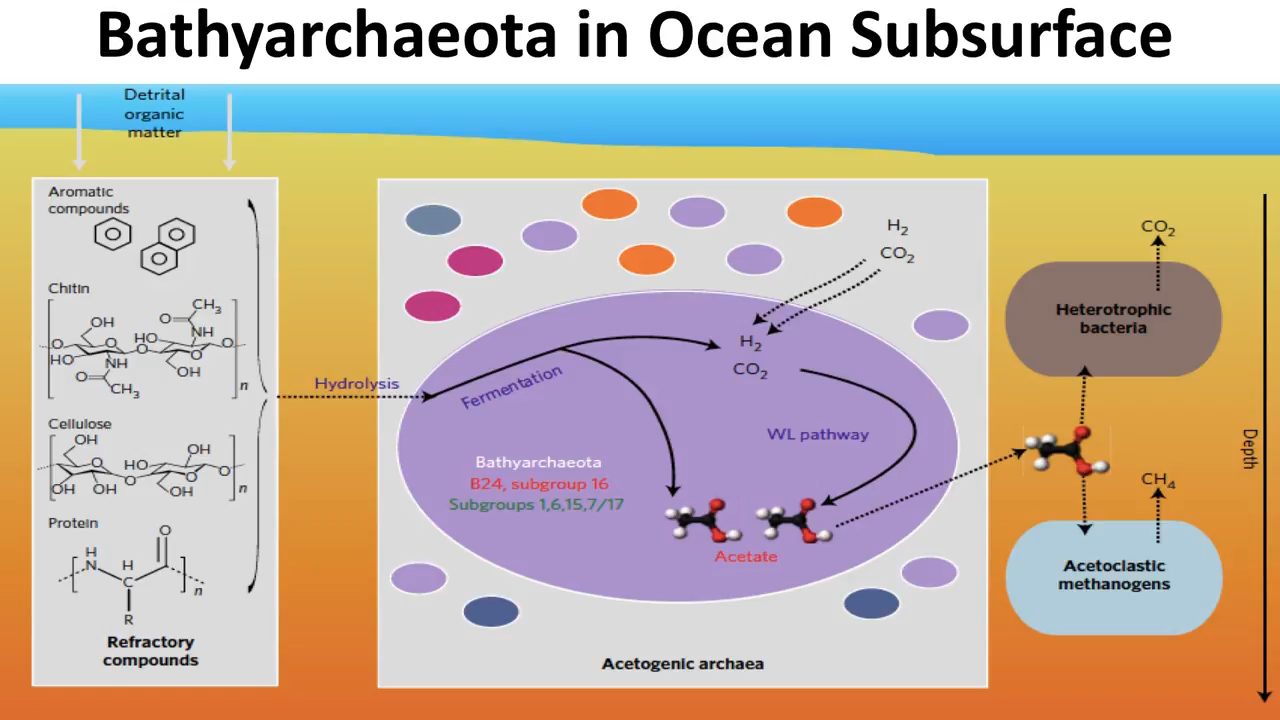 Bathyarchaeota in Ocean Subsurface
Detrital
organic
matter
Aromatic
compounds
Chitin
OH
O
CH3
NH
HO
O
O
O
O
HO
NH
OH
O
CH3
n
Cellulose
OH
OH
O
HO
O
O
OH
OH
OH
n
Protein
O
H
N
H
C
R
n
Refractory
compounds
Hydrolysis
Fermentation
H2
CO2
H2
CO2
WL pathway
Bathyarchaeota
B24, subgroup 16
Subgroups 1,6,15,7/17
Acetate
Acetogenic archaea
CO2
Heterotrophic
bacteria
CH4
Acetoclastic
methanogens
Depth